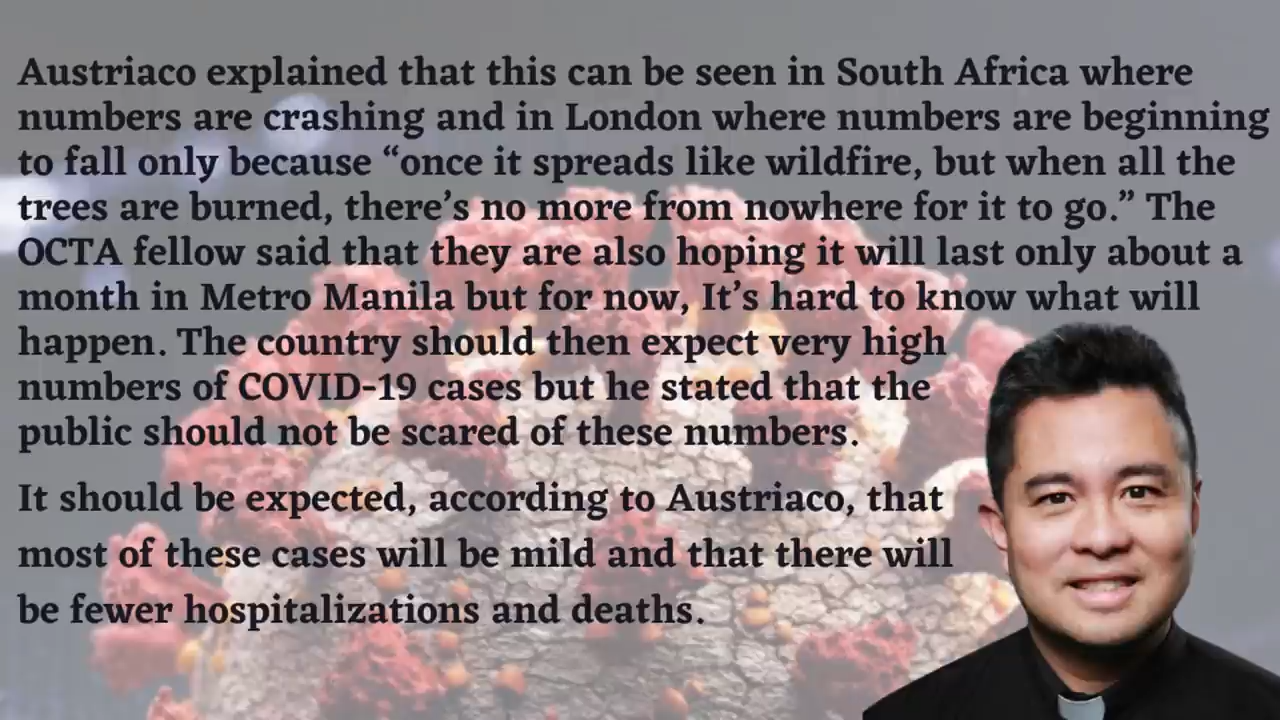 Austriaco explained that this can be seen in South Africa where
numbers are crashing and in London where numbers are beginning
to fall only because “once it spreads like wildfire, but when all the
trees are burned, there’s no more from nowhere for it to go.” The
OCTA fellow said that they are also hoping it will last only about a
month in Metro Manila but for now, It’s hard to know what will
happen. The country should then expect very high
numbers of COVID-19 cases but he stated that the
public should not be scared of these numbers.
It should be expected, according to Austriaco, that
most of these cases will be mild and that there will
be fewer hospitalizations and deaths.